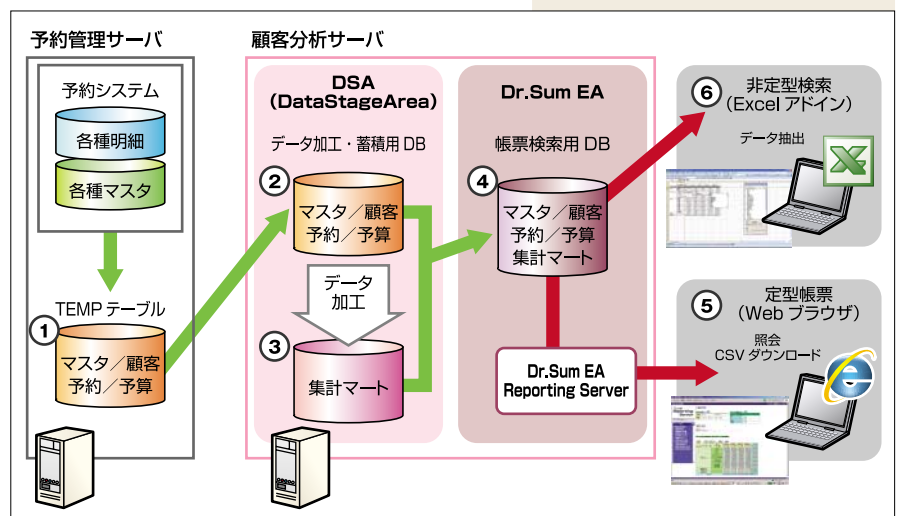 予約管理サーバ
予約システム
各種明細
各種マスタ
TEMP テーブル
①
マスタ／顧客
予約／予算
顧客分析サーバ
DSA
(DataStageArea)
データ加工・蓄積用 DB
②
マスタ／顧客
予約／予算
データ
加工
③
集計マート
Dr.Sum EA
帳票検索用 DB
④
マスタ／顧客
予約／予算
集計マート
Dr.Sum EA
Reporting Server
⑥
非定型検索
(Excel アドイン)
データ抽出
⑤
定型帳票
(Web ブラウザ)
照会
CSV ダウンロード